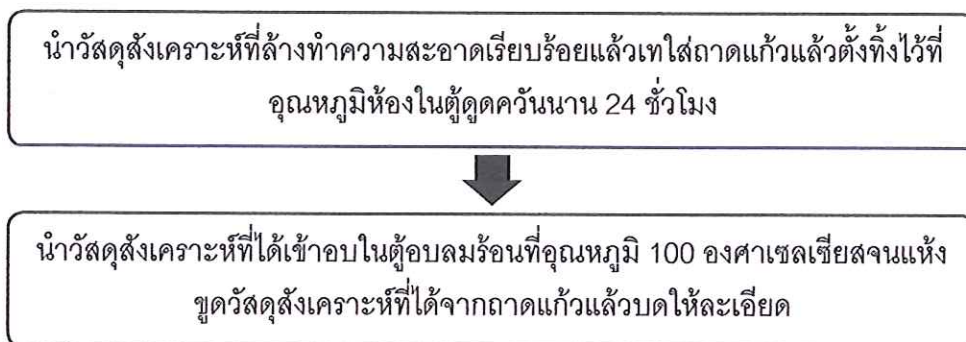 นำวัสดุสังเคราะห์ที่ล้างทำความสะอาดเรียบร้อยแล้วเทใส่ถาดแก้วแล้วตั้งทิ้งไว้ที่
อุณหภูมิห้องในตู้ดูดควันนาน 24 ชั่วโมง
นำวัสดุสังเคราะห์ที่ได้เข้าอบในตู้อบลมร้อนที่อุณหภูมิ 100 องศาเซลเซียสจนแห้ง
ขูดวัสดุสังเคราะห์ที่ได้จากถาดแก้วแล้วบดให้ละเอียด